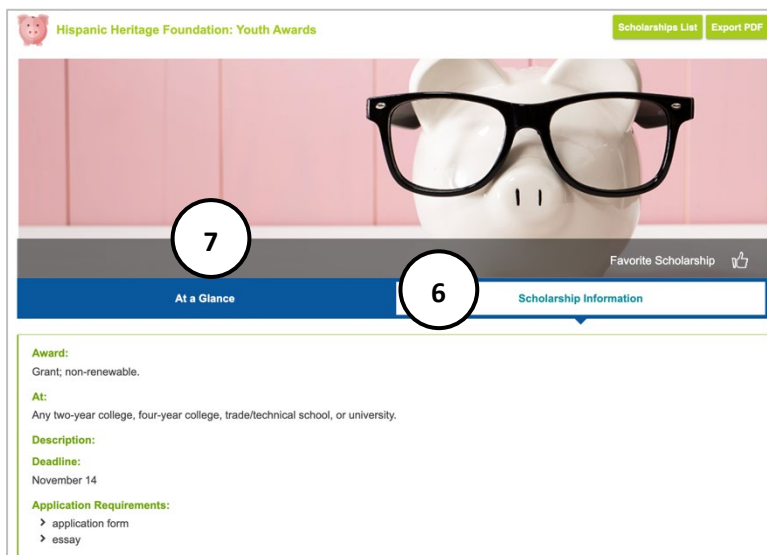 Hispanic Heritage Foundation: Youth Awards
Scholarships List
Export PDF
7
Favorite Scholarship
At a Glance
6
Scholarship Information
Award:
Grant; non-renewable.
At:
Any two-year college, four-year college, trade/technical school, or university.
Description:
Deadline:
November 14
Application Requirements:
application form
essay